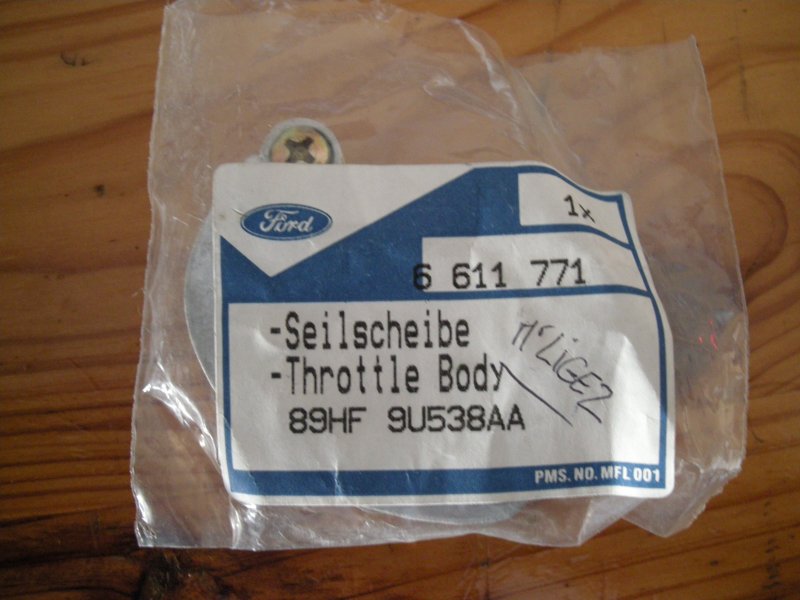 Ford
1x
6 611 771
-Seilscheibe
-Throttle Body
89HF 9U538AA
PMS. NO. MFL 001